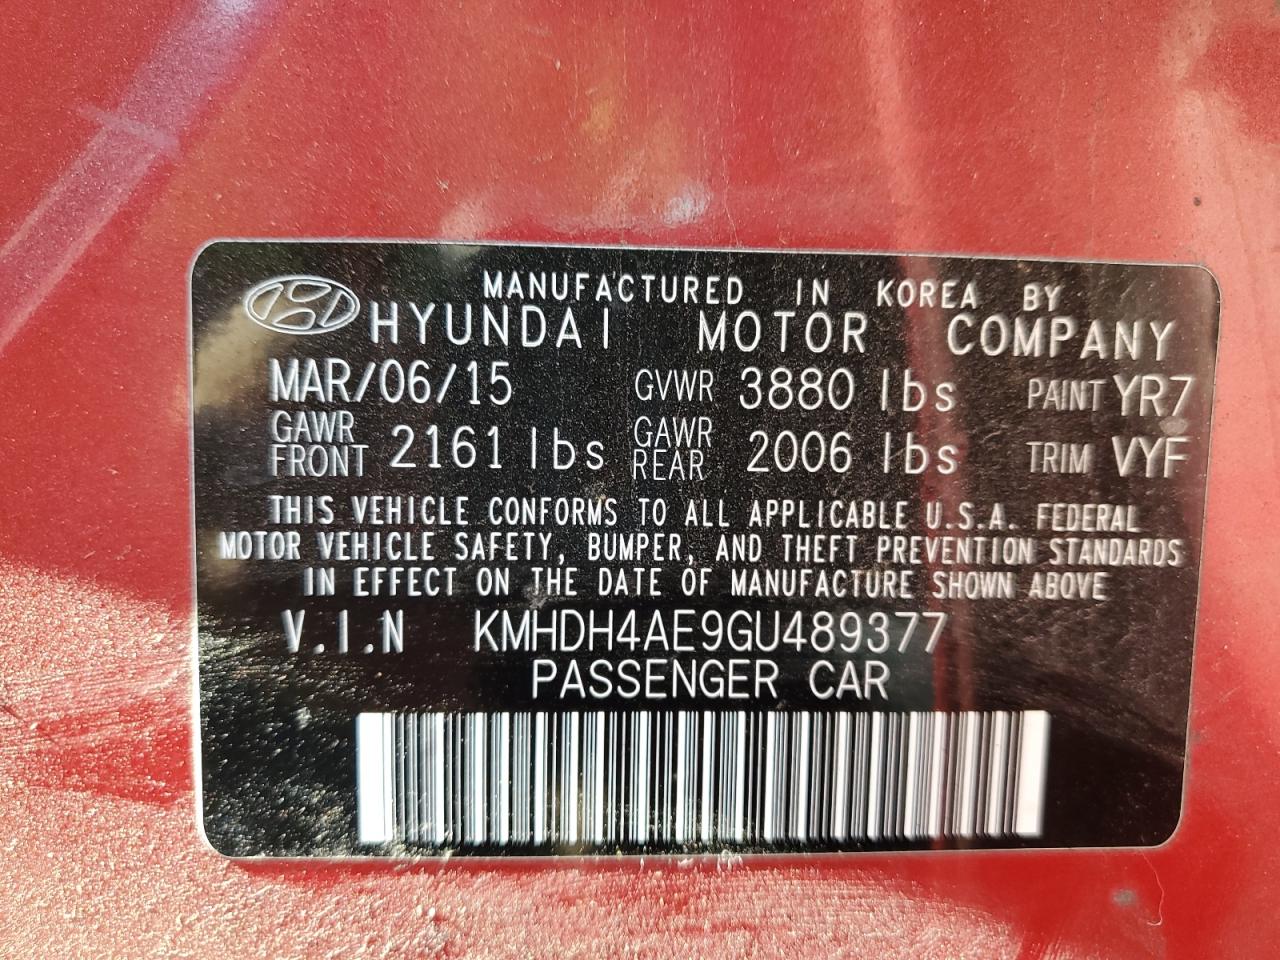 MANUFACTURED IN KOREA BY
HYUNDAI MOTOR COMPANY
MAR/06/15 GVWR 3880 lbs PAINT YR7
GAWR FRONT 2161 lbs GAWR REAR 2006 lbs TRIM VYF
THIS VEHICLE CONFORMS TO ALL APPLICABLE U.S.A. FEDERAL
MOTOR VEHICLE SAFETY, BUMPER, AND THEFT PREVENTION STANDARDS
IN EFFECT ON THE DATE OF MANUFACTURE SHOWN ABOVE
V.I.N KMHDH4AE9GU489377
PASSENGER CAR